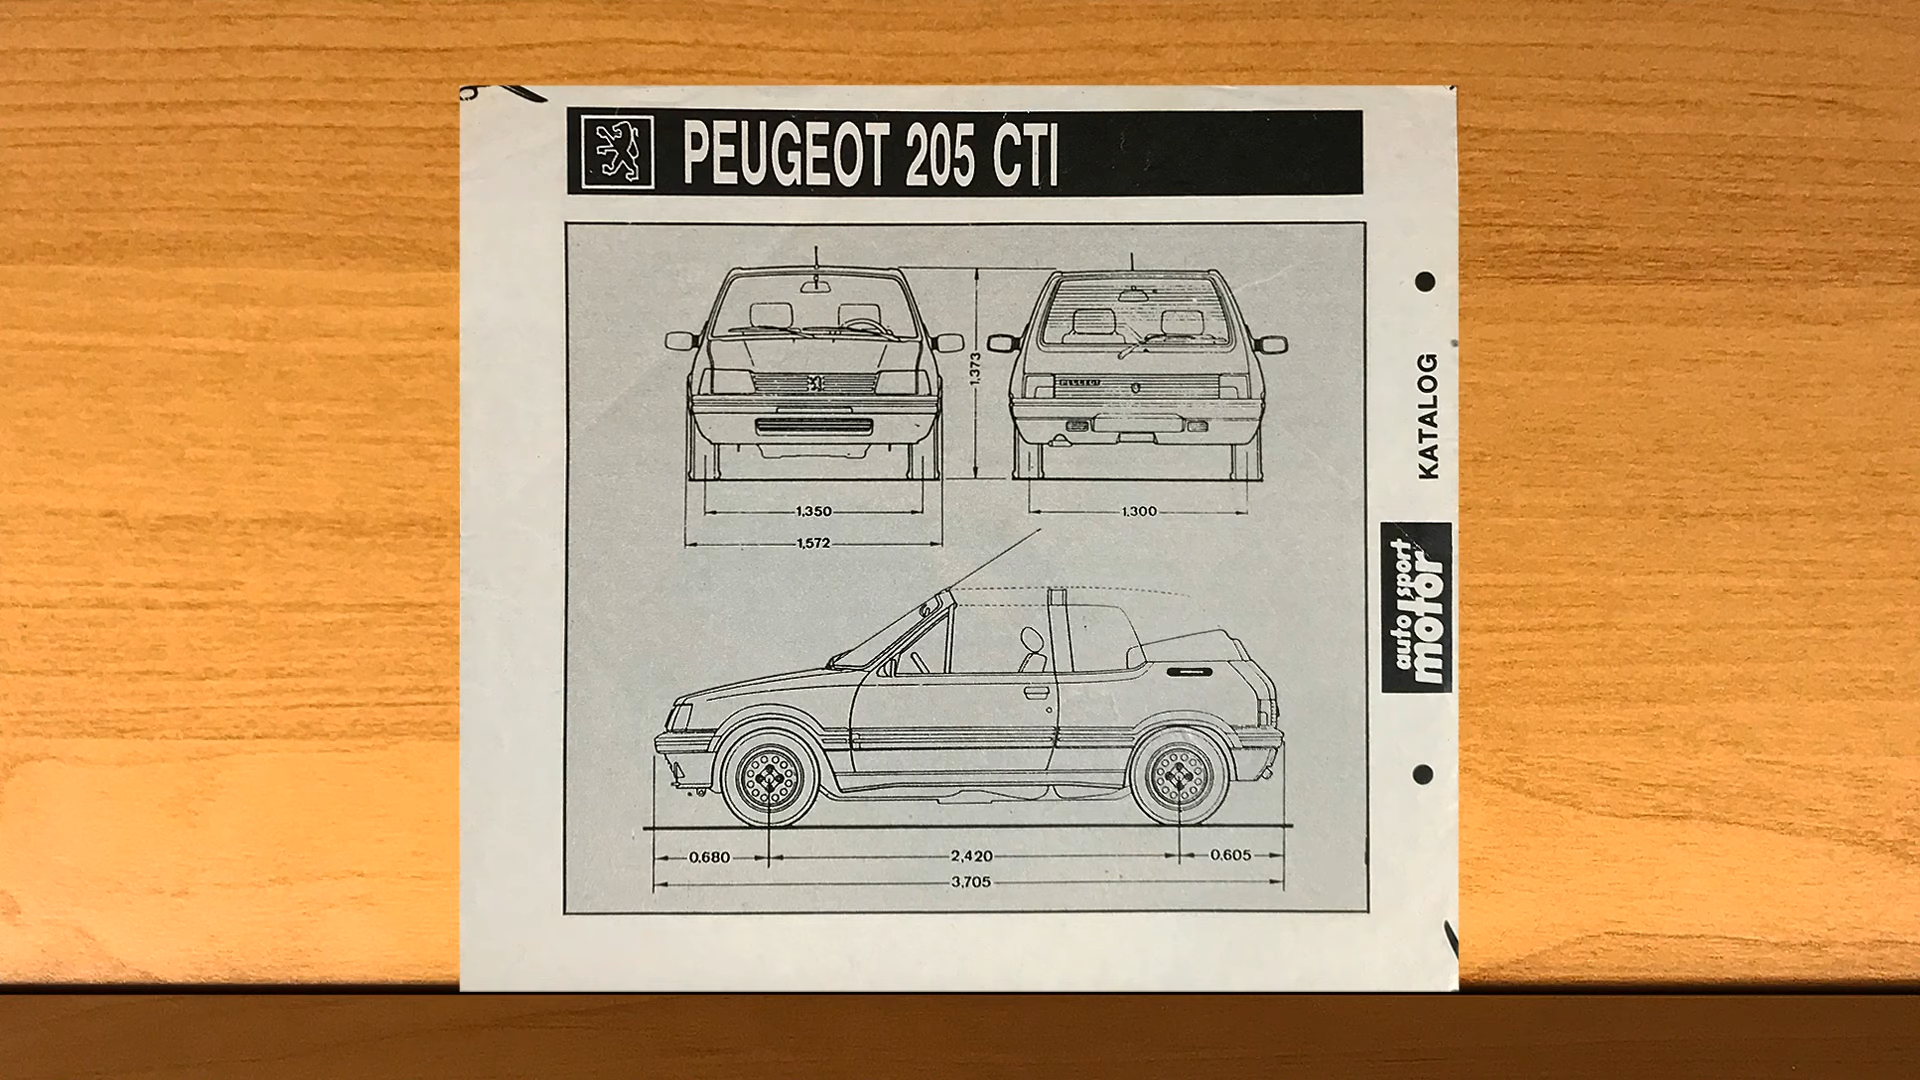 PEUGEOT 205 CTI
1,373
PEUGEOT
1,350
1,300
1,572
KATALOG
auto sport
motor
0.680
2,420
0.605
3,705